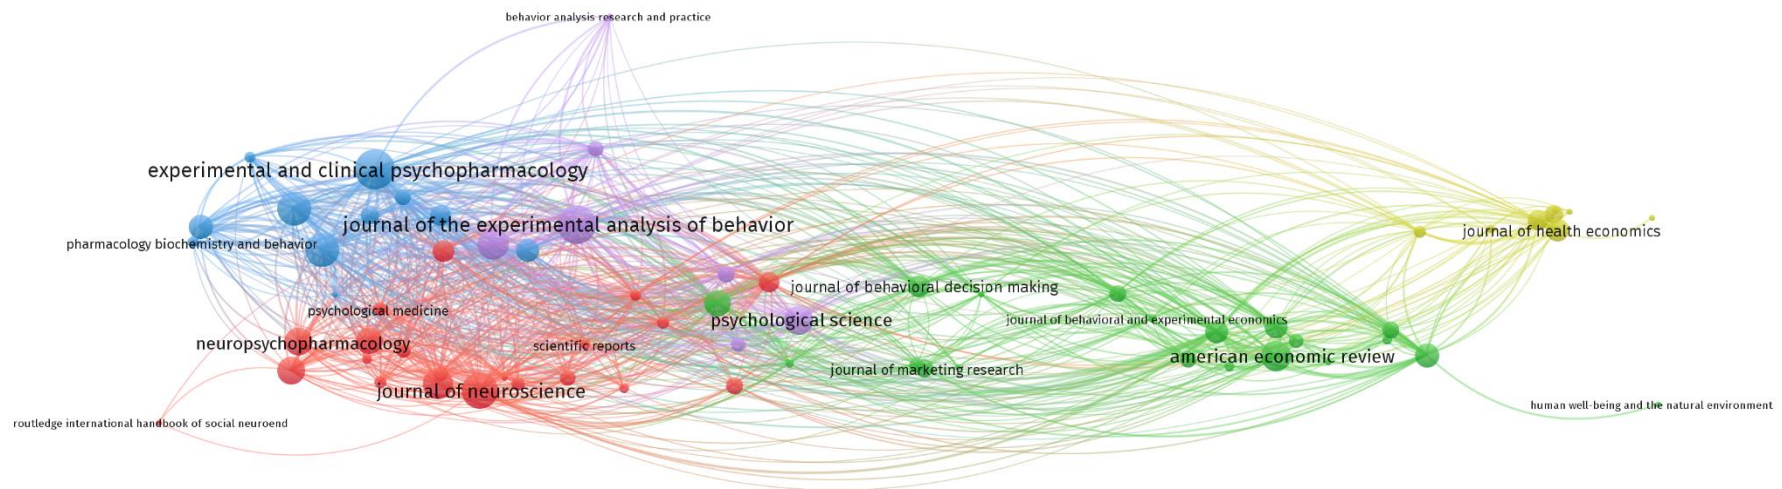 behavior analysis research and practice
experimental and clinical psychopharmacology
journal of the experimental analysis of behavior
journal of health economics
pharmacology biochemistry and behavior
journal of behavioral decision making
psychological medicine
psychological science
journal of behavioral and experimental economics
neuropsychopharmacology
scientific reports
american economic review
journal of marketing research
journal of neuroscience
human well-being and the natural environment
routledge international handbook of social neuroend